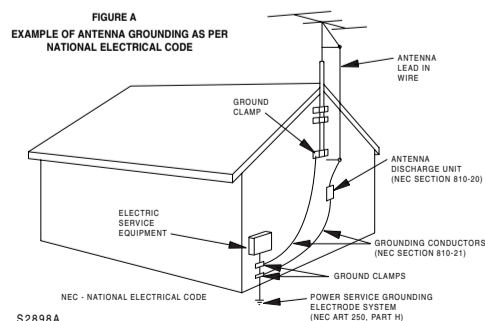 FIGURE A
EXAMPLE OF ANTENNA GROUNDING AS PER
NATIONAL ELECTRICAL CODE
ANTENNA
LEAD IN
WIRE
GROUND
CLAMP
ANTENNA
DISCHARGE UNIT
(NEC SECTION 810-20)
ELECTRIC
SERVICE
EQUIPMENT
GROUNDING CONDUCTORS
(NEC SECTION 810-21)
GROUND CLAMPS
NEC - NATIONAL ELECTRICAL CODE
POWER SERVICE GROUNDING
ELECTRODE SYSTEM
(NEC ART 250, PART H)
S2898A